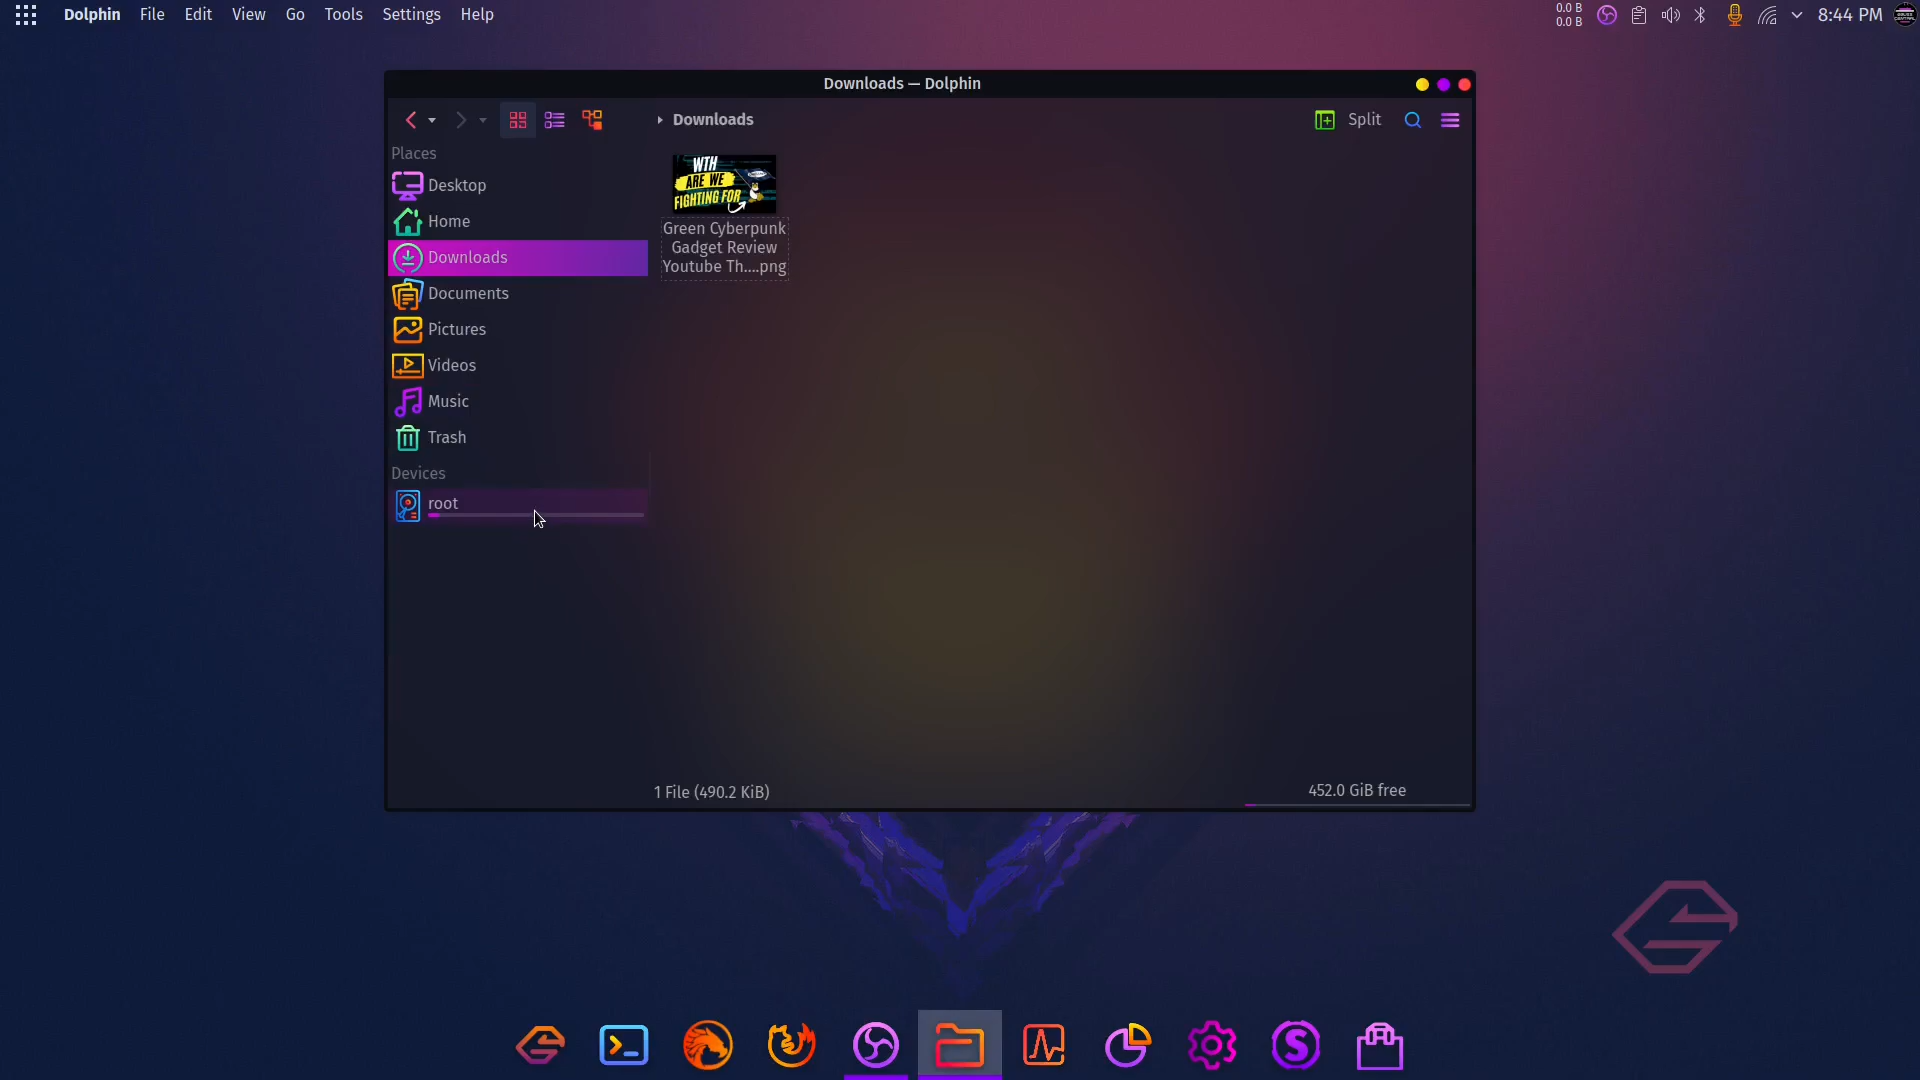 Dolphin File Edit View Go Tools Settings Help
0.0 B
0.0 B
8:44 PM
Downloads — Dolphin
Downloads
Split
Places
Desktop
Home
Downloads
Documents
Pictures
Videos
Music
Trash
Devices
root
WTH
ARE WE
FIGHTING FOR
Green Cyberpunk
Gadget Review
Youtube Th....png
1 File (490.2 KiB)
452.0 GiB free